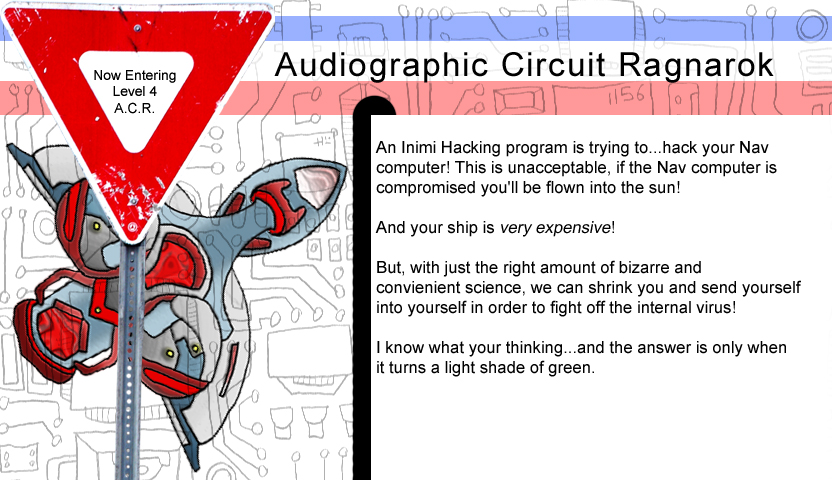 Now Entering
Level 4
A.C.R.
Audiographic Circuit Ragnarok
1156
An Inimi Hacking program is trying to...hack your Nav
computer! This is unacceptable, if the Nav computer is
compromised you'll be flown into the sun!
And your ship is very expensive!
But, with just the right amount of bizarre and
convienient science, we can shrink you and send yourself
into yourself in order to fight off the internal virus!
I know what your thinking...and the answer is only when
it turns a light shade of green.